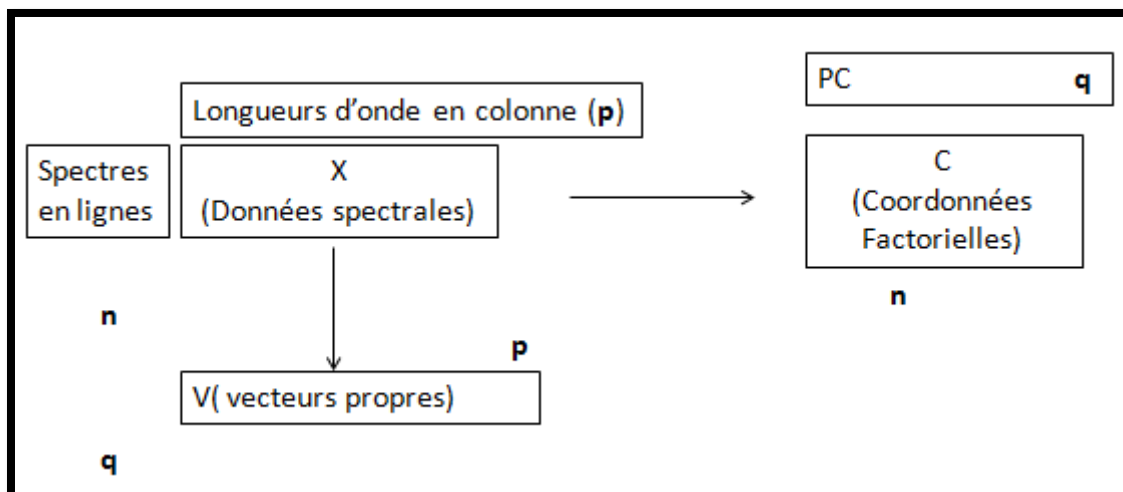 PC q
Longueurs d'onde en colonne (p)
Spectres
en lignes
X
(Données spectrales)
C
(Coordonnées
Factorielles)
n
n
p
V( vecteurs propres)
q